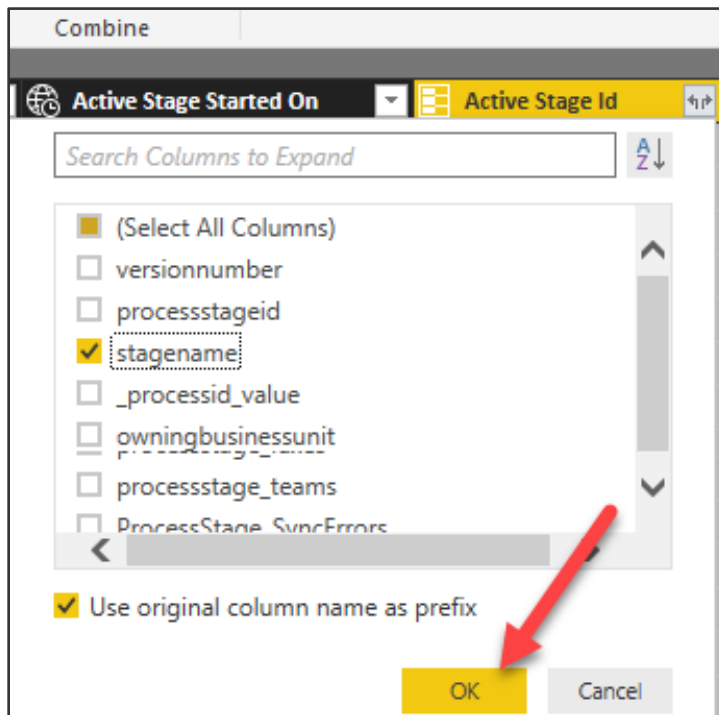 Combine
Active Stage Started On
Active Stage Id
Search Columns to Expand
A
Z
(Select All Columns)
versionnumber
processstageid
stagename
_processid_value
owningbusinessunit
processstage_teams
ProcessStage_SyncErrors
Use original column name as prefix
OK
Cancel